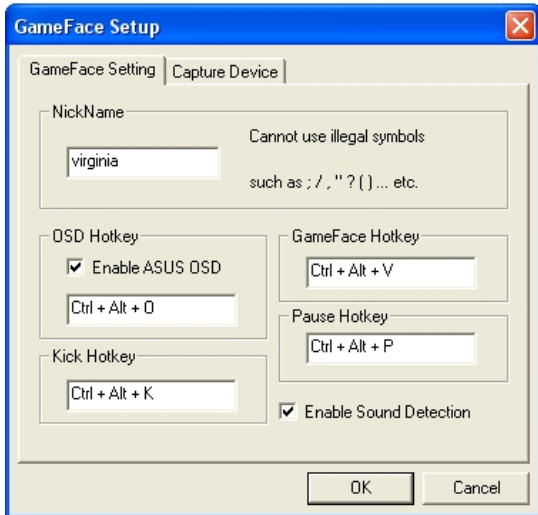 GameFace Setup
GameFace Setting
Capture Device
NickName
virginia
Cannot use illegal symbols
such as ; / , " ? ( ) ... etc.
OSD Hotkey
Enable ASUS OSD
Ctrl + Alt + O
GameFace Hotkey
Ctrl + Alt + V
Pause Hotkey
Ctrl + Alt + P
Kick Hotkey
Ctrl + Alt + K
Enable Sound Detection
OK
Cancel